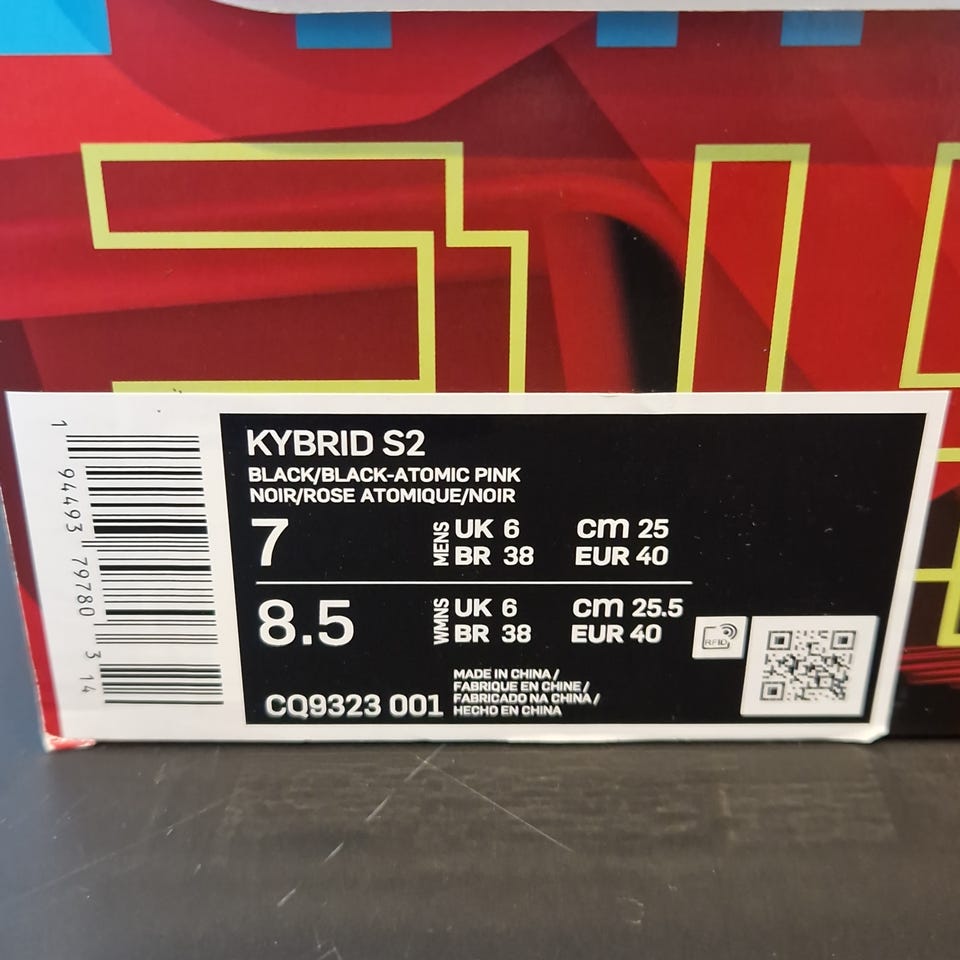 KYBRID S2
BLACK/BLACK-ATOMIC PINK
NOIR/ROSE ATOMIQUE/NOIR
7 MENS UK 6 cm 25
BR 38 EUR 40
8.5 WMNS UK 6 cm 25.5
BR 38 EUR 40
RFID
CQ9323 001
MADE IN CHINA /
FABRIQUE EN CHINE /
FABRICADO NA CHINA /
HECHO EN CHINA
1 94493 79780 3 14